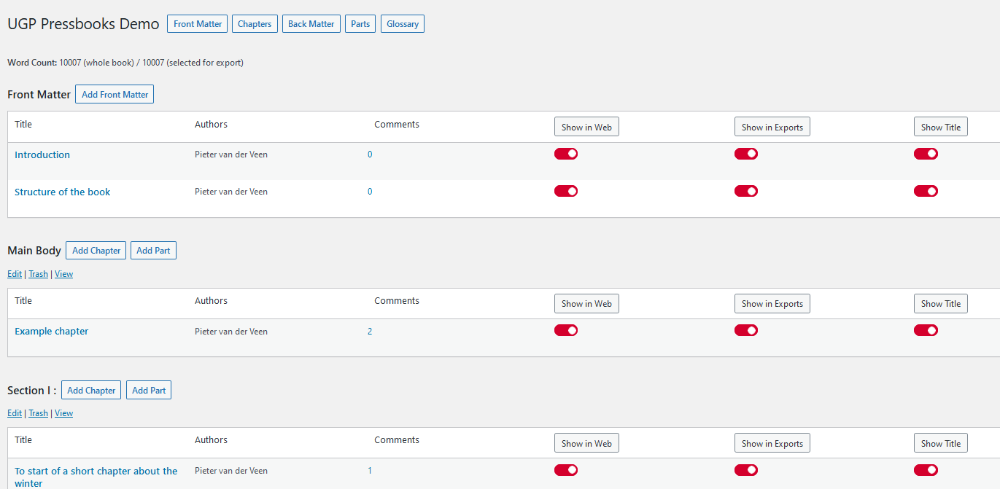 UGP Pressbooks Demo Front Matter Chapters Back Matter Parts Glossary
Word Count: 10007 (whole book) / 10007 (selected for export)
Front Matter Add Front Matter
Title Authors Comments Show in Web Show in Exports Show Title
Introduction Pieter van der Veen 0
Structure of the book Pieter van der Veen 0
Main Body Add Chapter Add Part
Edit | Trash | View
Title Authors Comments Show in Web Show in Exports Show Title
Example chapter Pieter van der Veen 2
Section I : Add Chapter Add Part
Edit | Trash | View
Title Authors Comments Show in Web Show in Exports Show Title
To start of a short chapter about the Pieter van der Veen 1
winter